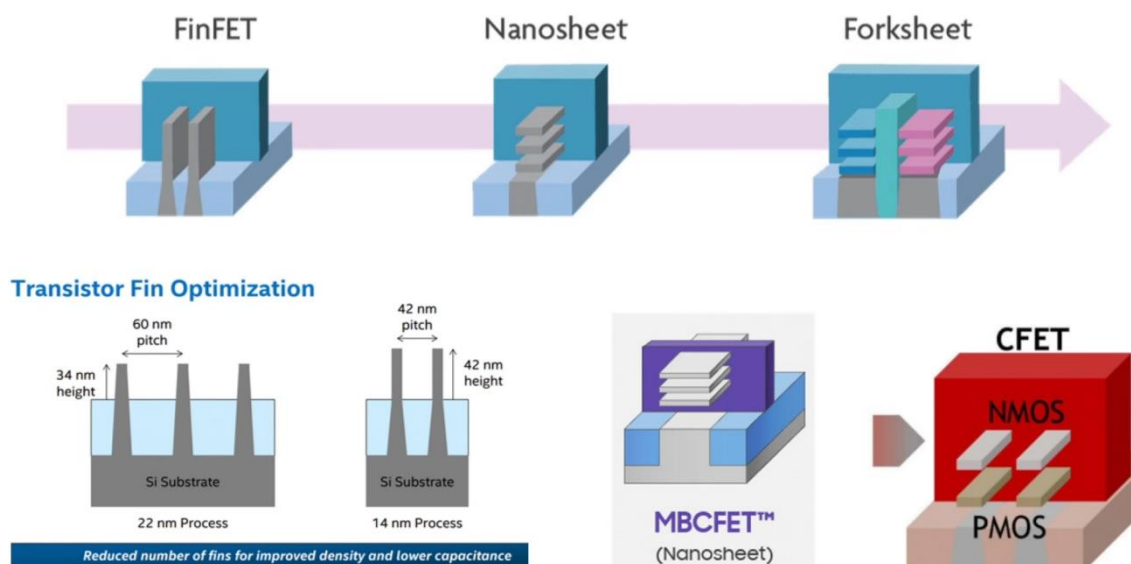 FinFET
Nanosheet
Forksheet
Transistor Fin Optimization
60 nm
pitch
34 nm
height
Si Substrate
22 nm Process
42 nm
pitch
42 nm
height
Si Substrate
14 nm Process
Reduced number of fins for improved density and lower capacitance
MBCFET™
(Nanosheet)
CFET
NMOS
PMOS